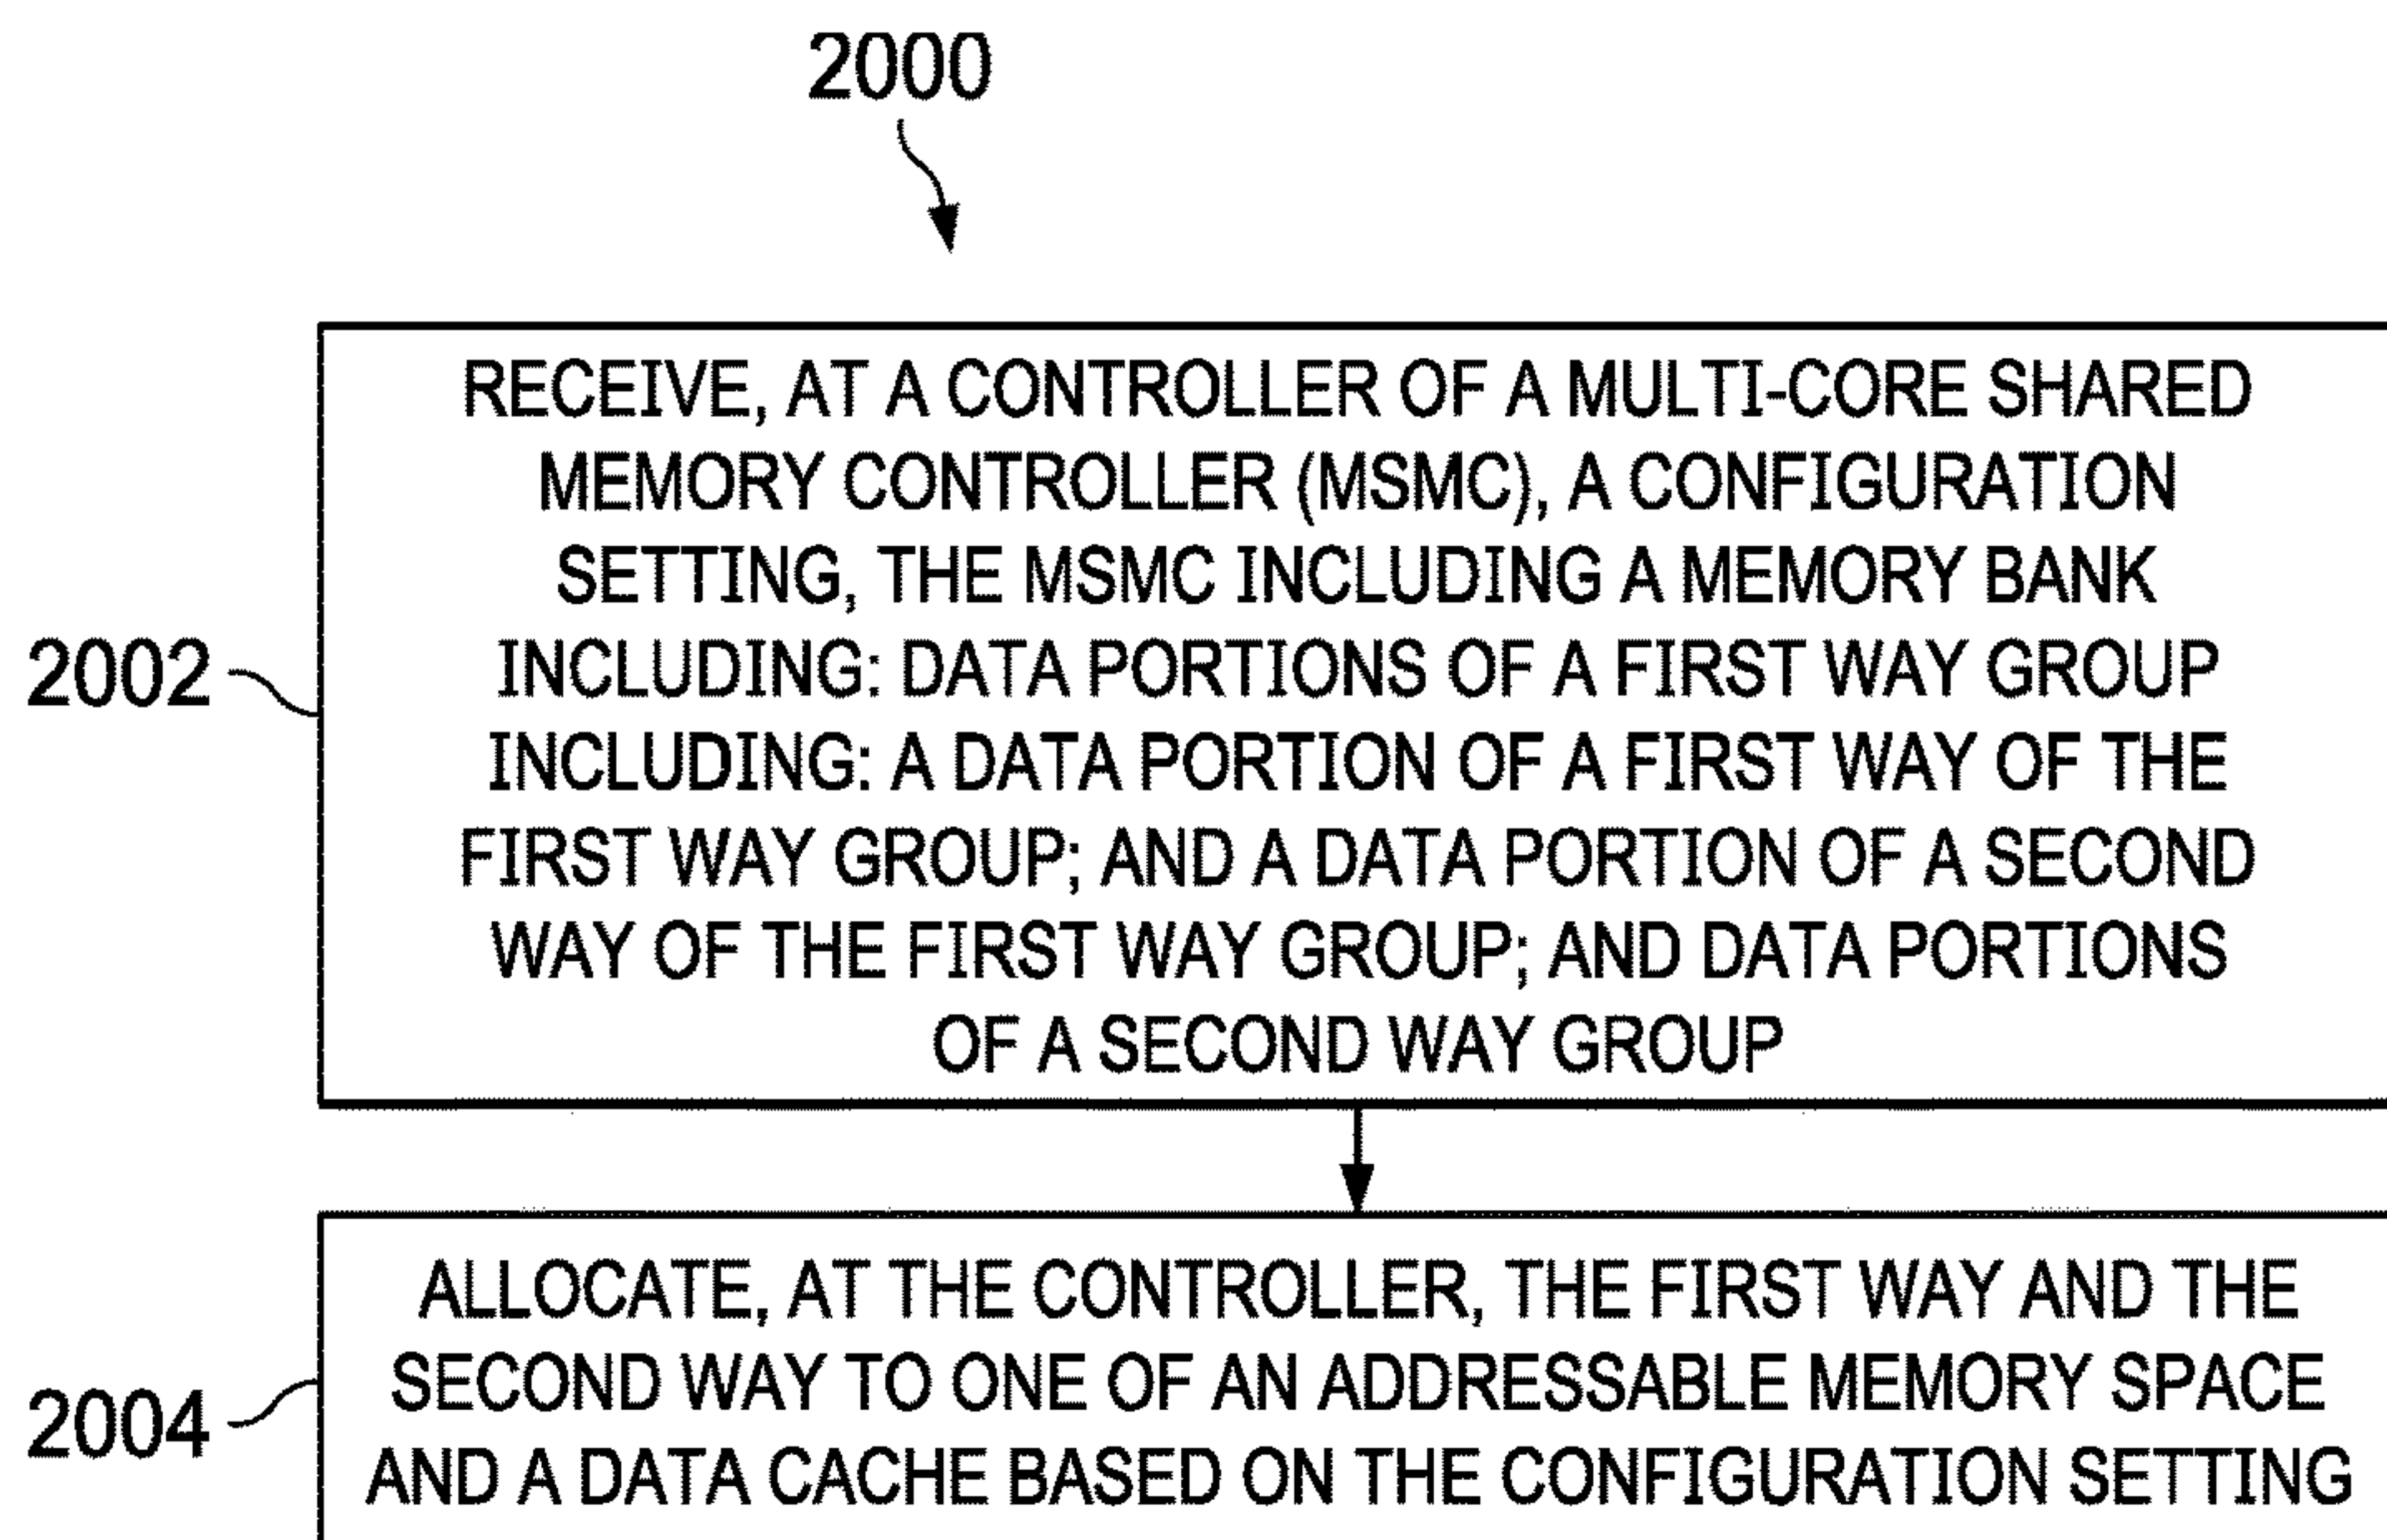 2000
RECEIVE, AT A CONTROLLER OF A MULTI-CORE SHARED
MEMORY CONTROLLER (MSMC), A CONFIGURATION
SETTING, THE MSMC INCLUDING A MEMORY BANK
INCLUDING: DATA PORTIONS OF A FIRST WAY GROUP
INCLUDING: A DATA PORTION OF A FIRST WAY OF THE
FIRST WAY GROUP; AND A DATA PORTION OF A SECOND
WAY OF THE FIRST WAY GROUP; AND DATA PORTIONS
OF A SECOND WAY GROUP
2002
ALLOCATE, AT THE CONTROLLER, THE FIRST WAY AND THE
SECOND WAY TO ONE OF AN ADDRESSABLE MEMORY SPACE
AND A DATA CACHE BASED ON THE CONFIGURATION SETTING
2004